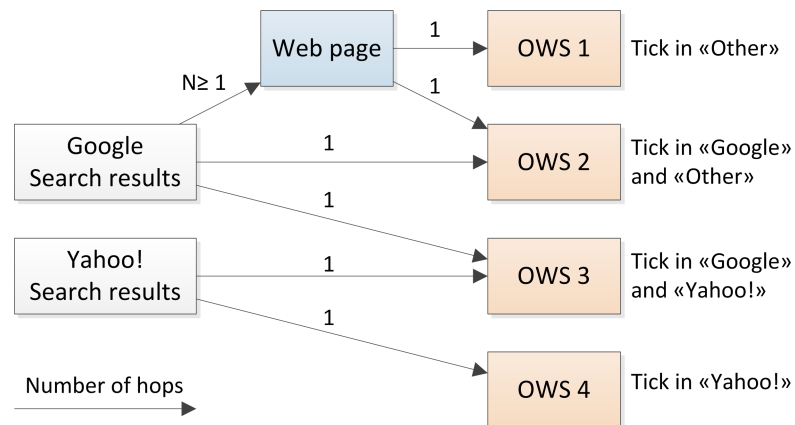 Web page
1
OWS 1
Tick in «Other»
N≥ 1
1
Google
Search results
1
OWS 2
Tick in «Google»
and «Other»
1
Yahoo!
Search results
1
OWS 3
Tick in «Google»
and «Yahoo!»
1
OWS 4
Tick in «Yahoo!»
Number of hops